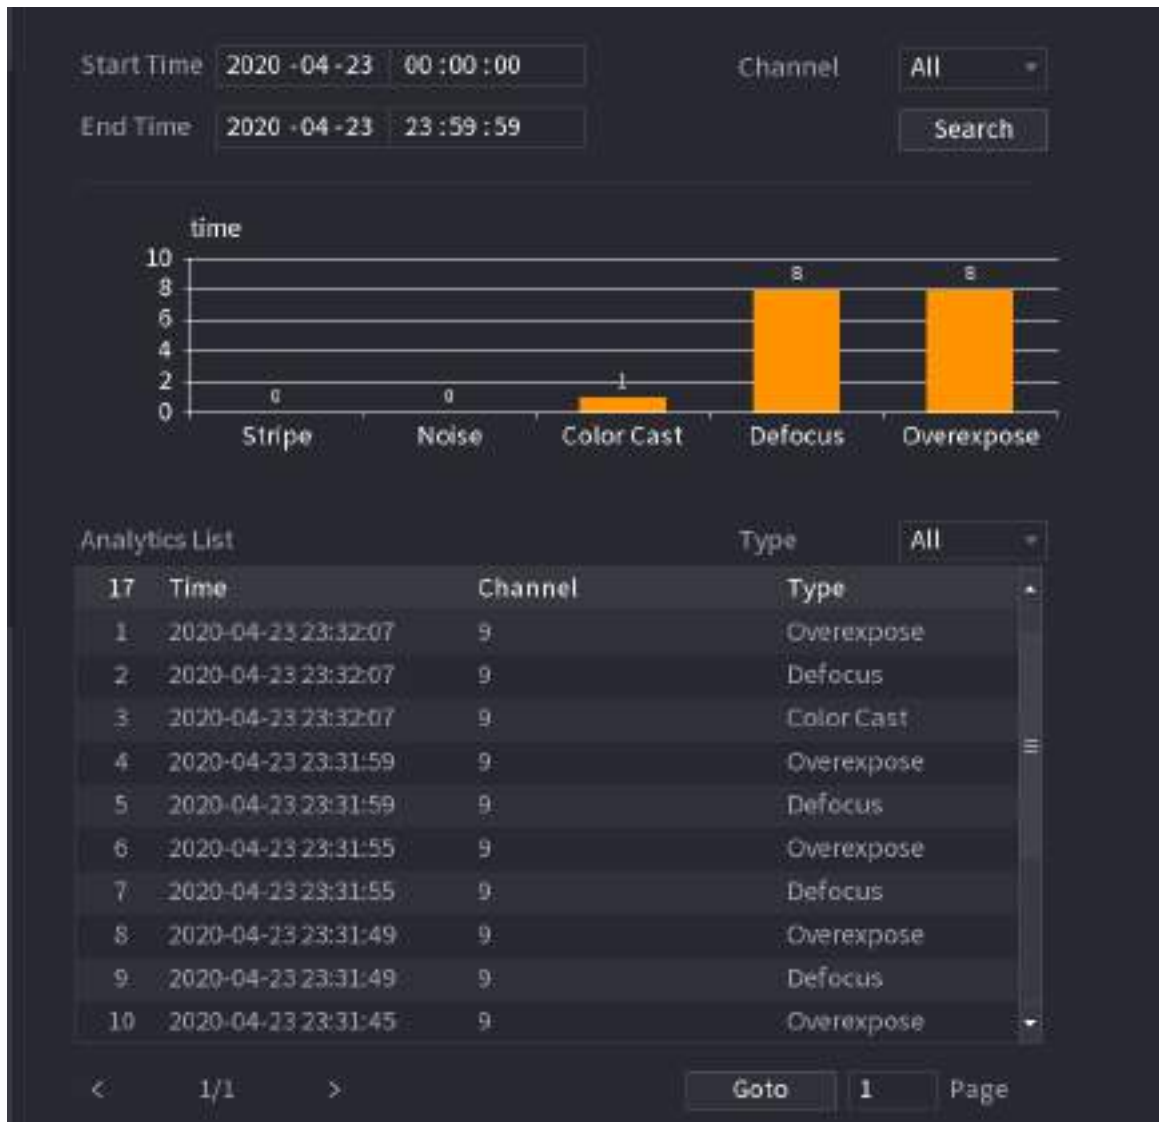 Start Time 2020 -04 -23 00 :00 :00 Channel All
End Time 2020 -04 -23 23 :59 :59 Search
time
10
8
6
4
2
0
0 0 1 8 8
Stripe Noise Color Cast Defocus Overexpose
Analytics List Type All
17 Time Channel Type
1 2020-04-23 23:32:07 9 Overexpose
2 2020-04-23 23:32:07 9 Defocus
3 2020-04-23 23:32:07 9 Color Cast
4 2020-04-23 23:31:59 9 Overexpose
5 2020-04-23 23:31:59 9 Defocus
6 2020-04-23 23:31:55 9 Overexpose
7 2020-04-23 23:31:55 9 Defocus
8 2020-04-23 23:31:49 9 Overexpose
9 2020-04-23 23:31:49 9 Defocus
10 2020-04-23 23:31:45 9 Overexpose
< 1/1 > Goto 1 Page